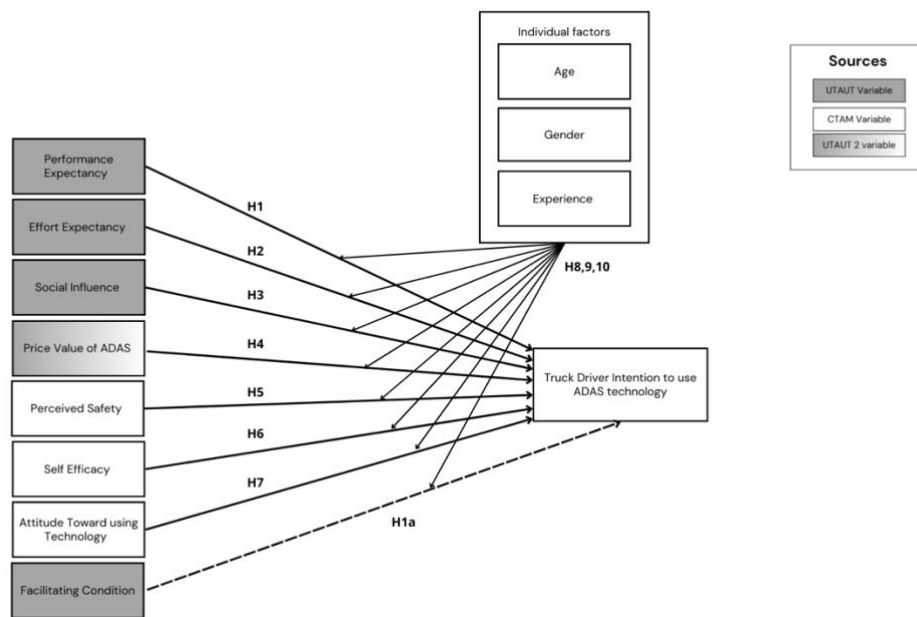 Individual factors
Age
Gender
Experience
Sources
UTAUT Variable
CTAM Variable
UTAUT 2 variable
Performance
Expectancy
Effort Expectancy
Social Influence
Price Value of ADAS
Perceived Safety
Self Efficacy
Attitude Toward using
Technology
Facilitating Condition
H1
H2
H3
H4
H5
H6
H7
H1a
H8,9,10
Truck Driver Intention to use
ADAS technology